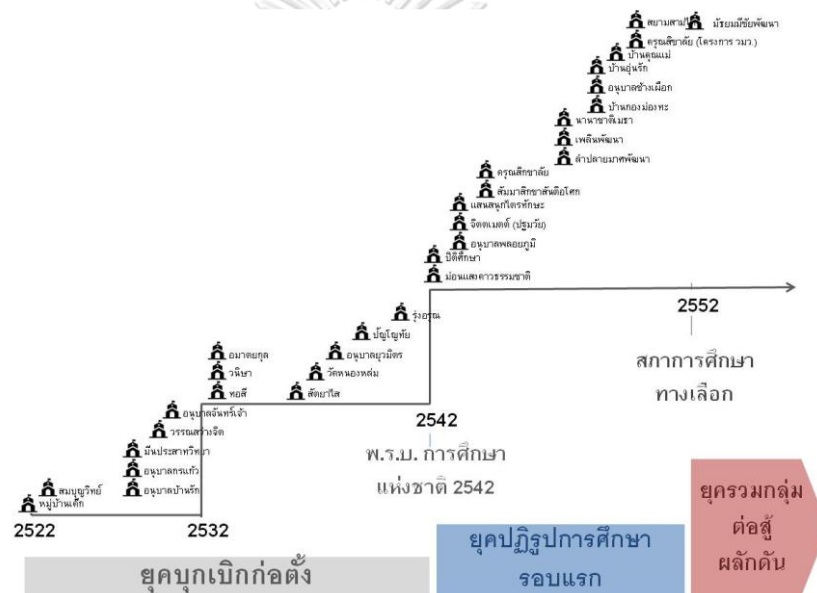 สยามสามไตร
มัธยมมีชัยพัฒนา
ดรุณสิขาลัย (โครงการ วมว.)
บ้านคุณแม่
บ้านอุ่นรัก
อนุบาลช้างเผือก
บ้านกองม่องทะ
นานาชาติเมธา
เพลินพัฒนา
ลำปลายมาศพัฒนา
ดรุณสิกขาลัย
สัมมาสิกขาสันติอโศก
แสนสนุกไตรทักษะ
จิตตเมตต์ (ปฐมวัย)
อนุบาลพลอยภูมิ
ปิติศึกษา
ม่อนแสงดาวธรรมชาติ
รุ่งอรุณ
ปัญโญทัย
อนุบาลยุวมิตร
วัดหนองหล่ม
สัตยาไส
อมาตยกุล
วนิษา
ทอสี
อนุบาลจันทร์เจ้า
วรรณสว่างจิต
มีนประสาทวิทยา
อนุบาลกรแก้ว
อนุบาลบ้านรัก
สมบุญวิทย์
หมู่บ้านเด็ก
2522
2532
2542
2552
พ.ร.บ. การศึกษา
แห่งชาติ 2542
สภาการศึกษา
ทางเลือก
ยุคบุกเบิกก่อตั้ง
ยุคปฏิรูปการศึกษา
รอบแรก
ยุครวมกลุ่ม
ต่อสู้
ผลักดัน